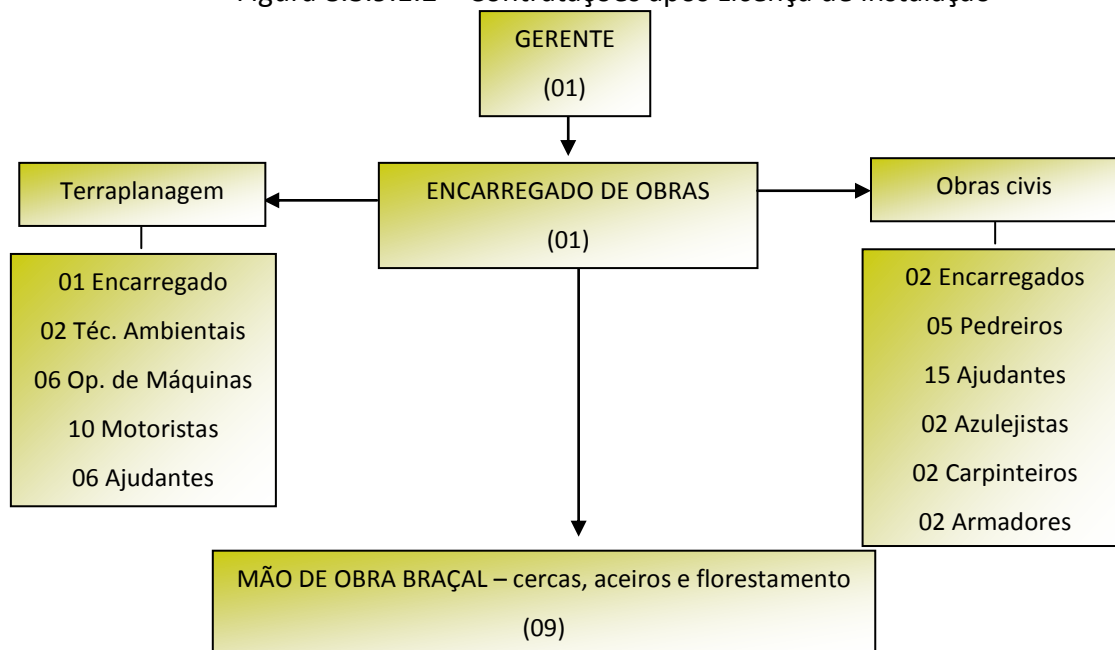 GERENTE
(01)
Terraplanagem
ENCARREGADO DE OBRAS
(01)
Obras civis
01 Encarregado
02 Téc. Ambientais
06 Op. de Máquinas
10 Motoristas
06 Ajudantes
02 Encarregados
05 Pedreiros
15 Ajudantes
02 Azulejistas
02 Carpinteiros
02 Armadores
MÃO DE OBRA BRAÇAL – cercas, aceiros e florestamento
(09)